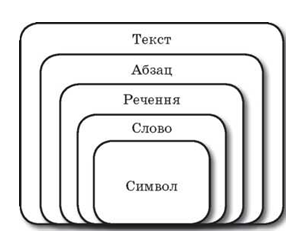 Текст
Абзац
Речення
Слово
Символ